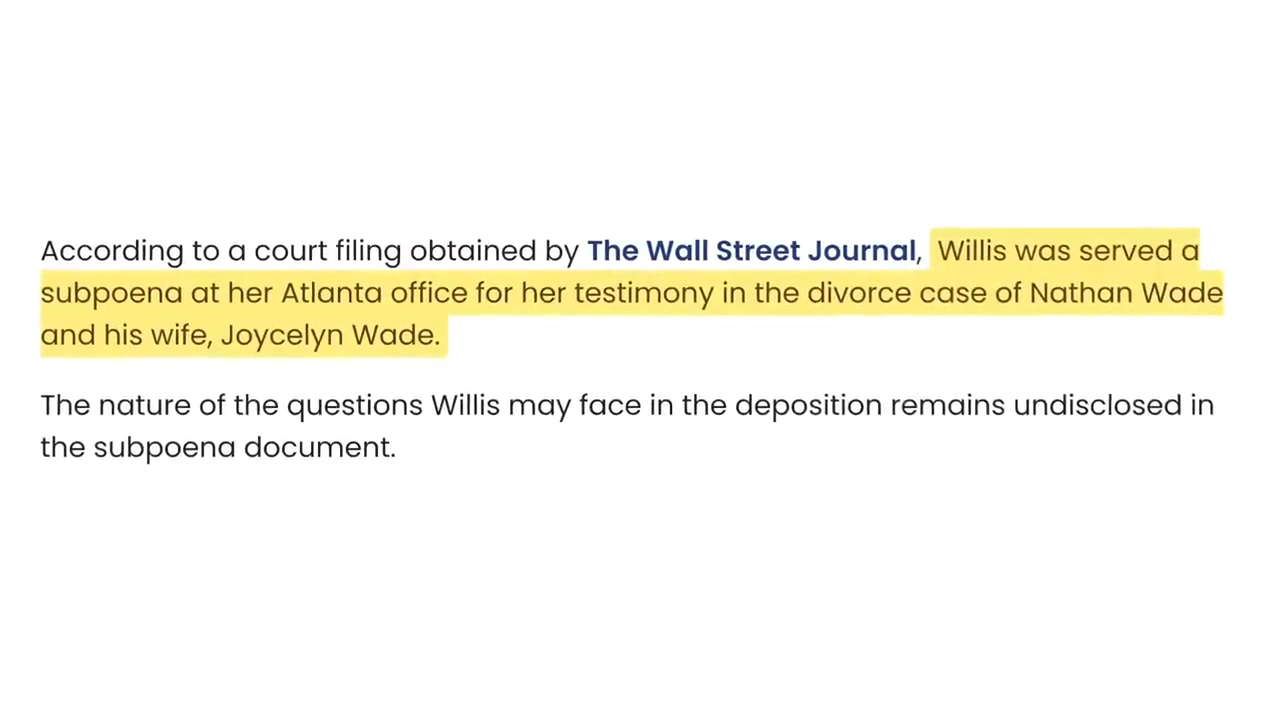 According to a court filing obtained by The Wall Street Journal, Willis was served a
subpoena at her Atlanta office for her testimony in the divorce case of Nathan Wade
and his wife, Joycelyn Wade.
The nature of the questions Willis may face in the deposition remains undisclosed in
the subpoena document.